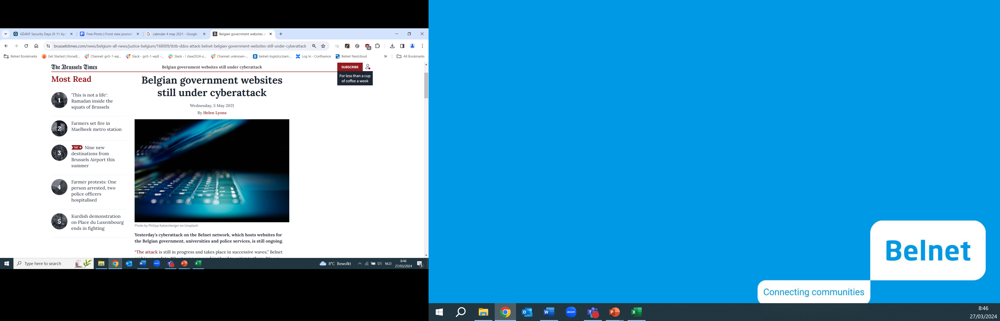 GÉANT Security Days (9-11 Apr
Free Photo | Front view journali
calendar 4 may 2021 - Google S
Belgian government websites s
brusselstimes.com/news/belgium-all-news/justice-belgium/168009/tbtb-ddos-attack-belnet-belgian-government-websites-still-under-cyberattack
10
Belnet Bookmarks
Get Started | KnowB...
Channel: gn5-1-wp...
Slack - gn5-1-wp8 -...
Slack - ! claw2024-o...
Channel: unknown-...
belnet-logistics.bam...
Log In - Confluence
Belnet Nextcloud
»
All Bookmarks
The Brussels Times
Belgian government websites still under cyberattack
SUBSCRIBE
For less than a cup
of coffee a week
Most Read
1
'This is not a life':
Ramadan inside the
squats of Brussels
2
Farmers set fire in
Maelbeek metro station
3
TBT+ Nine new
destinations from
Brussels Airport this
summer
4
Farmer protests: One
person arrested, two
police officers
hospitalised
5
Kurdish demonstration
on Place du Luxembourg
ends in fighting
Belgian government websites
still under cyberattack
Wednesday, 5 May 2021
By Helen Lyons
Photo by Philipp Katzenberger on Unsplash
Yesterday's cyberattack on the Belnet network, which hosts websites for
the Belgian government, universities and police services, is still ongoing.
“The attack is still in progress and takes place in successive waves,” Belnet
Type here to search
zoom
8°C Bewolkt
NLD
8:46
27/03/2024
5
Belnet
Connecting communities
zoom
8:46
27/03/2024